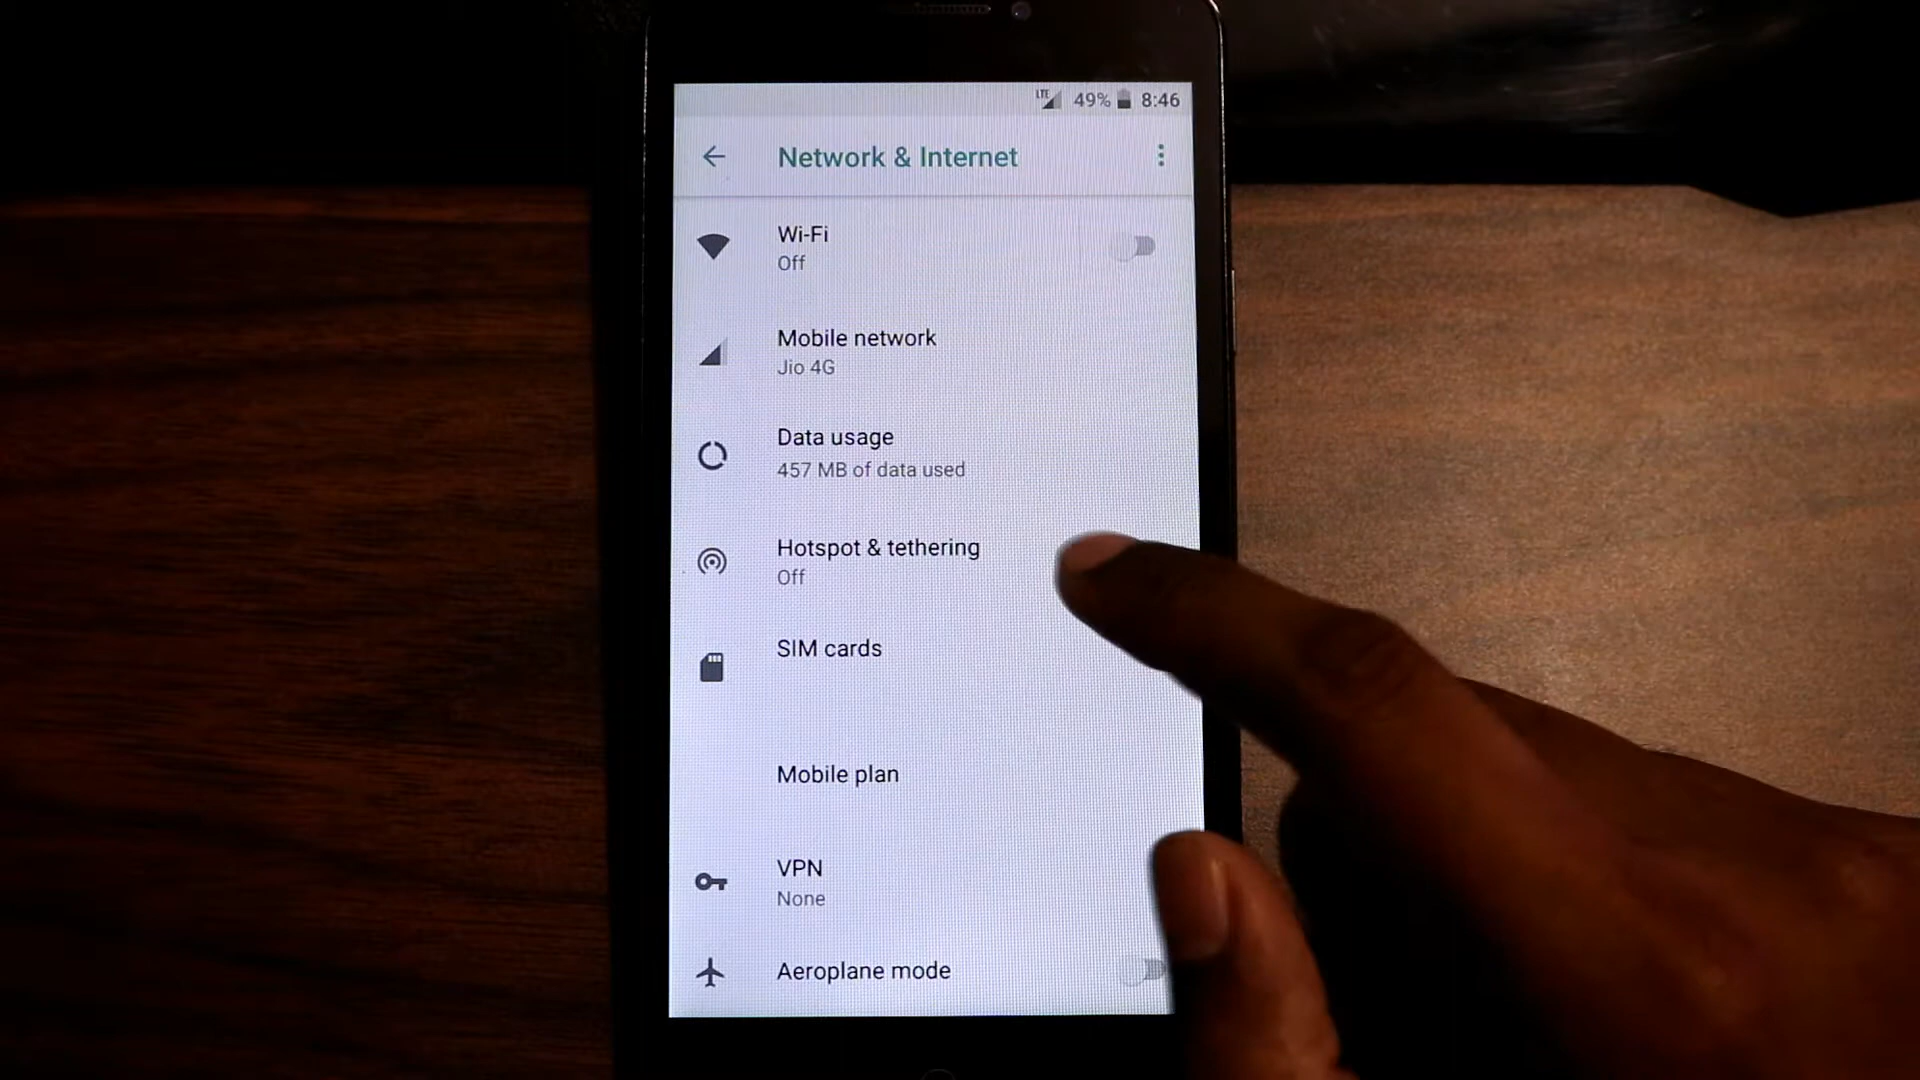 LTE 49% 8:46
Network & Internet
Wi-Fi
Off
Mobile network
Jio 4G
Data usage
457 MB of data used
Hotspot & tethering
Off
SIM cards
Mobile plan
VPN
None
Aeroplane mode